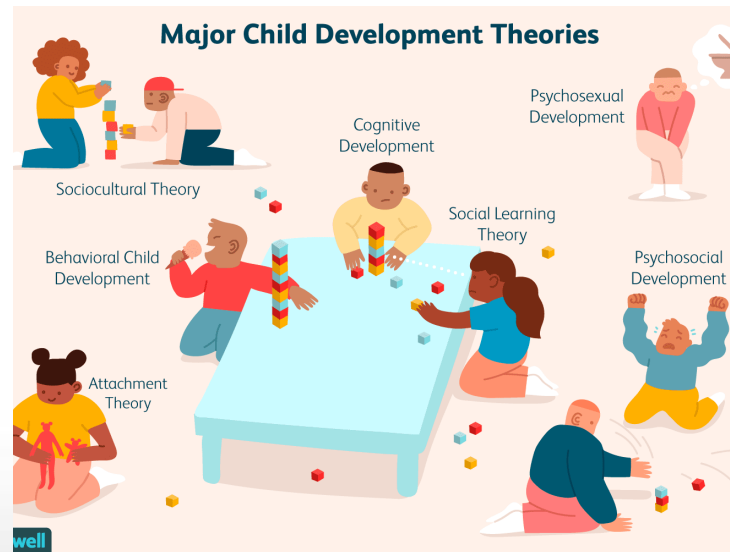 Major Child Development Theories
Psychosexual
Development
Cognitive
Development
Sociocultural Theory
Social Learning
Theory
Behavioral Child
Development
Psychosocial
Development
Attachment
Theory
well